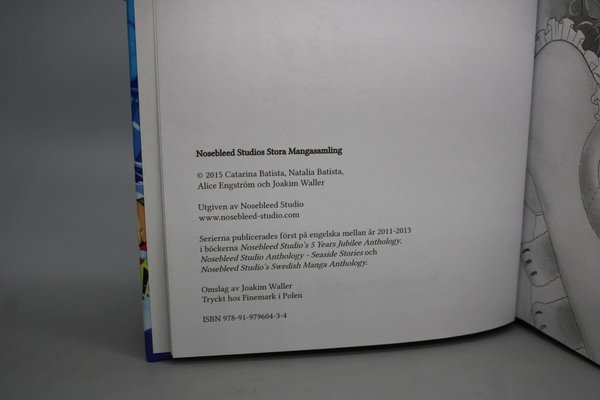 Nosebleed Studios Stora Mangasamling
© 2015 Catarina Batista, Natalia Batista,
Alice Engström och Joakim Waller
Utgiven av Nosebleed Studio
www.nosebleed-studio.com
Serierna publicerades först på engelska mellan år 2011-2013
i böckerna Nosebleed Studio's 5 Years Jubilee Anthology,
Nosebleed Studio Anthology - Seaside Stories och
Nosebleed Studio's Swedish Manga Anthology.
Omslag av Joakim Waller
Tryckt hos Finemark i Polen
ISBN 978-91-979604-3-4